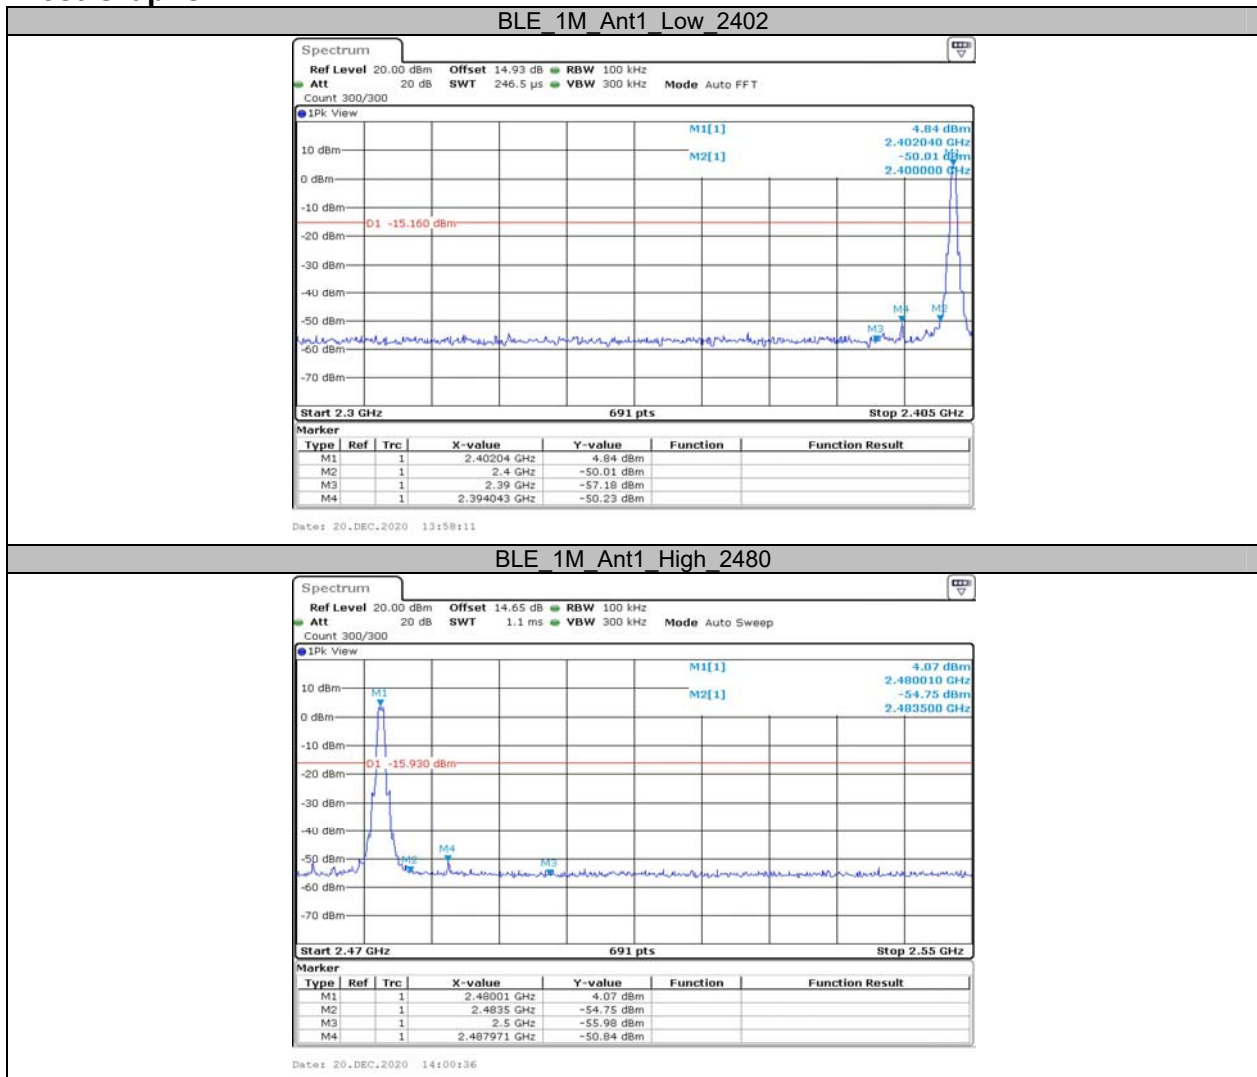 BLE_1M_Ant1_Low_2402
Spectrum
Ref Level 20.00 dBm Offset 14.93 dB RBW 100 kHz
Att 20 dB SWT 246.5 µs VBW 300 kHz Mode Auto FFT
Count 300/300
1Pk View
M1[1] 4.84 dBm
2.402040 GHz
10 dBm
M2[1] -50.01 dBm
2.400000 GHz
0 dBm
-10 dBm
D1 -15.160 dBm
-20 dBm
-30 dBm
-40 dBm
M4 M2
-50 dBm
M3
-60 dBm
-70 dBm
Start 2.3 GHz 691 pts Stop 2.405 GHz
Marker
Type Ref Trc X-value Y-value Function Function Result
M1 1 2.40204 GHz 4.84 dBm
M2 1 2.4 GHz -50.01 dBm
M3 1 2.39 GHz -57.18 dBm
M4 1 2.394043 GHz -50.23 dBm
Date: 20.DEC.2020 13:58:11
BLE_1M_Ant1_High_2480
Spectrum
Ref Level 20.00 dBm Offset 14.65 dB RBW 100 kHz
Att 20 dB SWT 1.1 ms VBW 300 kHz Mode Auto Sweep
Count 300/300
1Pk View
M1[1] 4.07 dBm
2.480010 GHz
10 dBm M1
M2[1] -54.75 dBm
2.483500 GHz
0 dBm
-10 dBm
D1 -15.930 dBm
-20 dBm
-30 dBm
-40 dBm
M4
-50 dBm M2 M3
-60 dBm
-70 dBm
Start 2.47 GHz 691 pts Stop 2.55 GHz
Marker
Type Ref Trc X-value Y-value Function Function Result
M1 1 2.48001 GHz 4.07 dBm
M2 1 2.4835 GHz -54.75 dBm
M3 1 2.5 GHz -55.98 dBm
M4 1 2.487971 GHz -50.84 dBm
Date: 20.DEC.2020 14:00:36